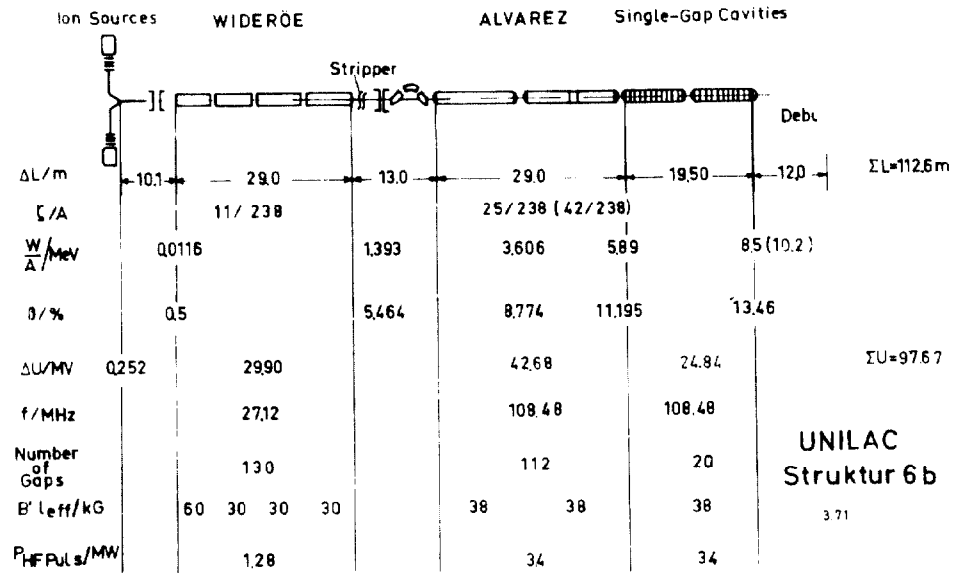 Ion Sources WIDERÖE ALVAREZ Single-Gap Cavities
Stripper
Debu
ΔL/m 10.1 29.0 13.0 29.0 19.50 12.0 ΣL=112.6m
ζ/A 11/238 25/238 (42/238)
W/A/MeV 0.0116 1,393 3,606 5,89 8,5 (10.2)
β/% 0.5 5,464 8,774 11,195 13.46
ΔU/MV 0,252 29,90 42.68 24.84 ΣU=97.67
f/MHz 27,12 108.48 108.48
Number
of
Gaps 130 112 20
UNILAC
Struktur 6b
B' leff/kG 60 30 30 30 38 38 38
3.71
PHF Puls/MW 1,28 3,4 3,4